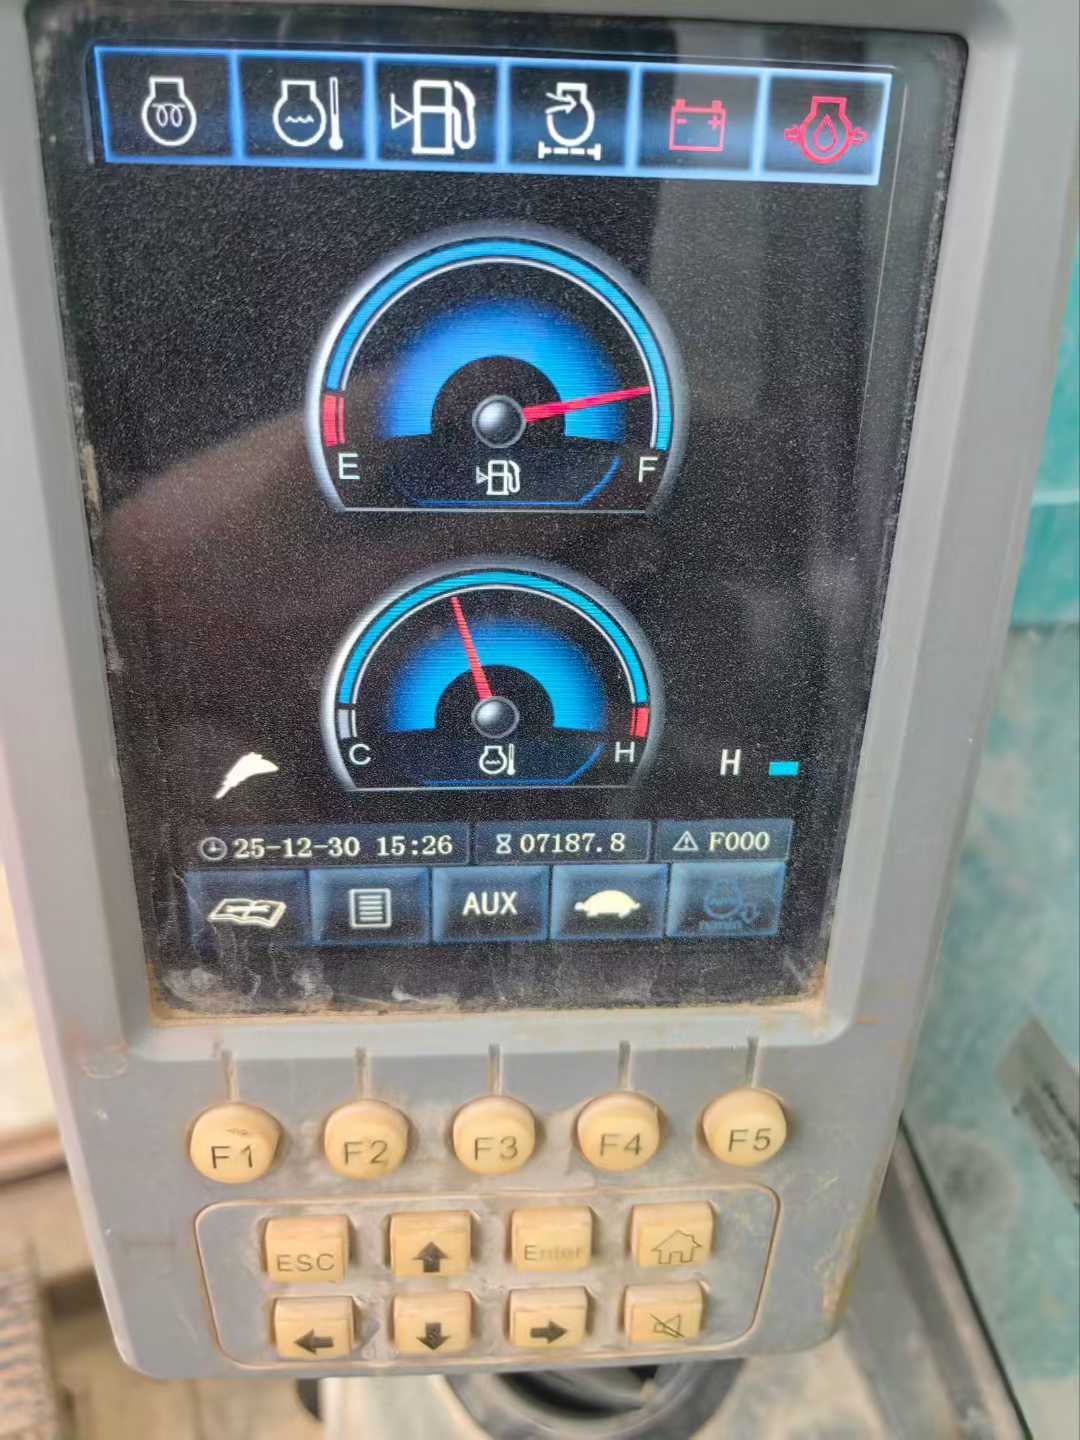 E F
C H
H
25-12-30 15:26 07187.8 F000
AUX
F1 F2 F3 F4 F5
ESC Enter